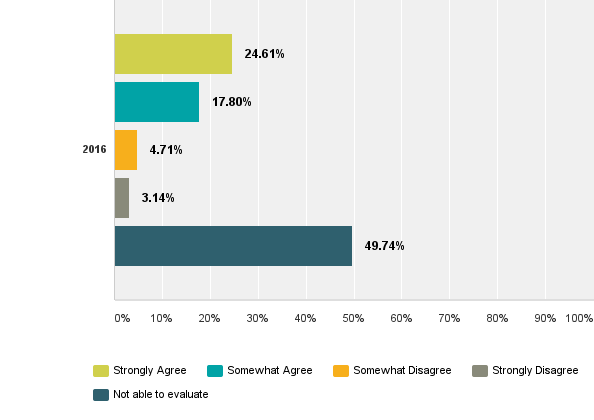 24.61%
17.80%
2016
4.71%
3.14%
49.74%
0% 10% 20% 30% 40% 50% 60% 70% 80% 90% 100%
Strongly Agree Somewhat Agree Somewhat Disagree Strongly Disagree
Not able to evaluate